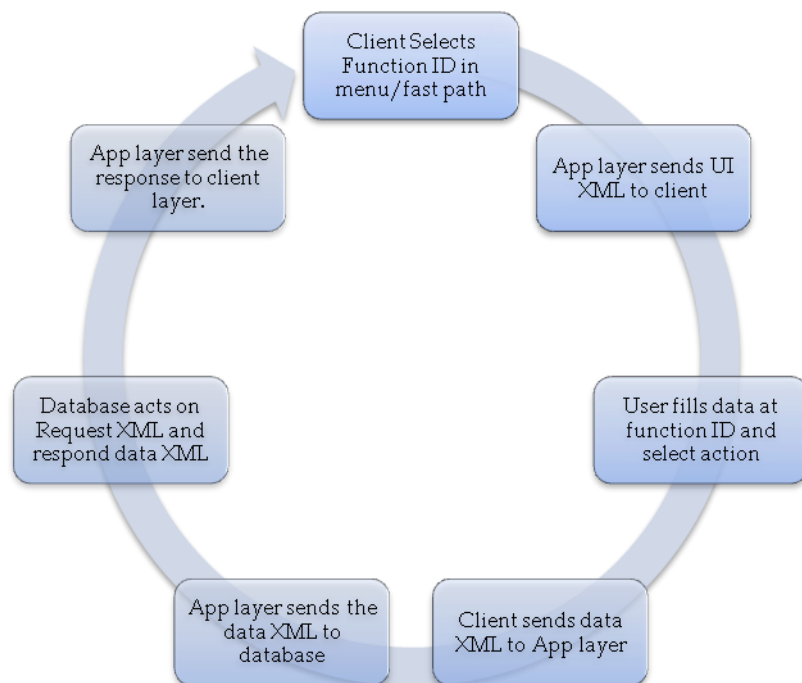 Client Selects
Function ID in
menu/fast path
App layer sends UI
XML to client
User fills data at
function ID and
select action
Client sends data
XML to App layer
App layer sends the
data XML to
database
Database acts on
Request XML and
respond data XML
App layer send the
response to client
layer.